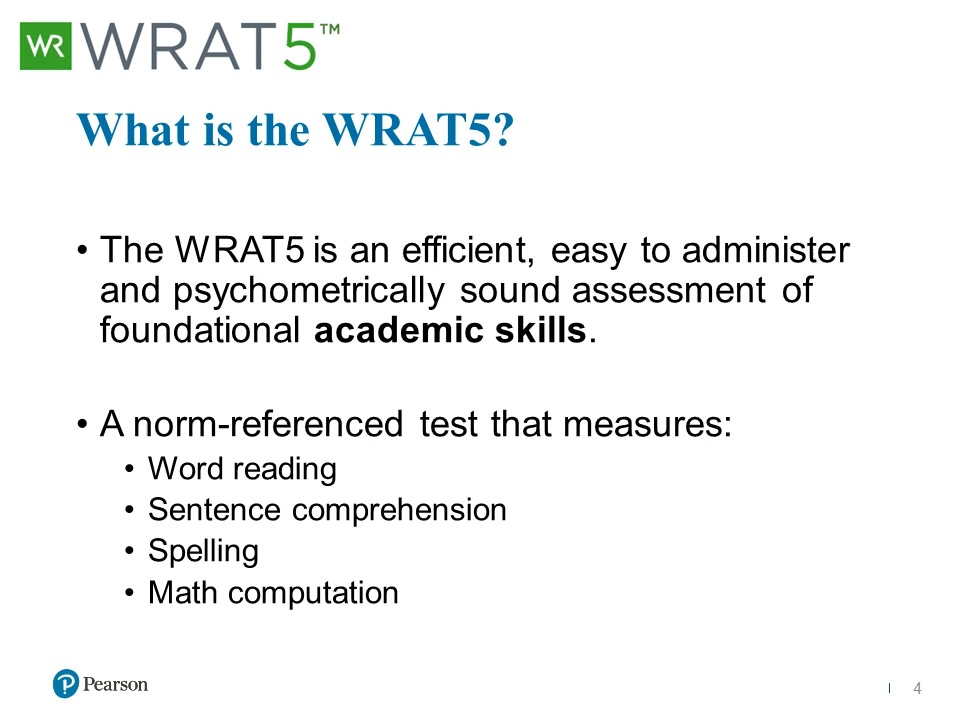 WR WRAT5™
What is the WRAT5?
• The WRAT5 is an efficient, easy to administer
and psychometrically sound assessment of
foundational academic skills.
• A norm-referenced test that measures:
• Word reading
• Sentence comprehension
• Spelling
• Math computation
P Pearson
| 4